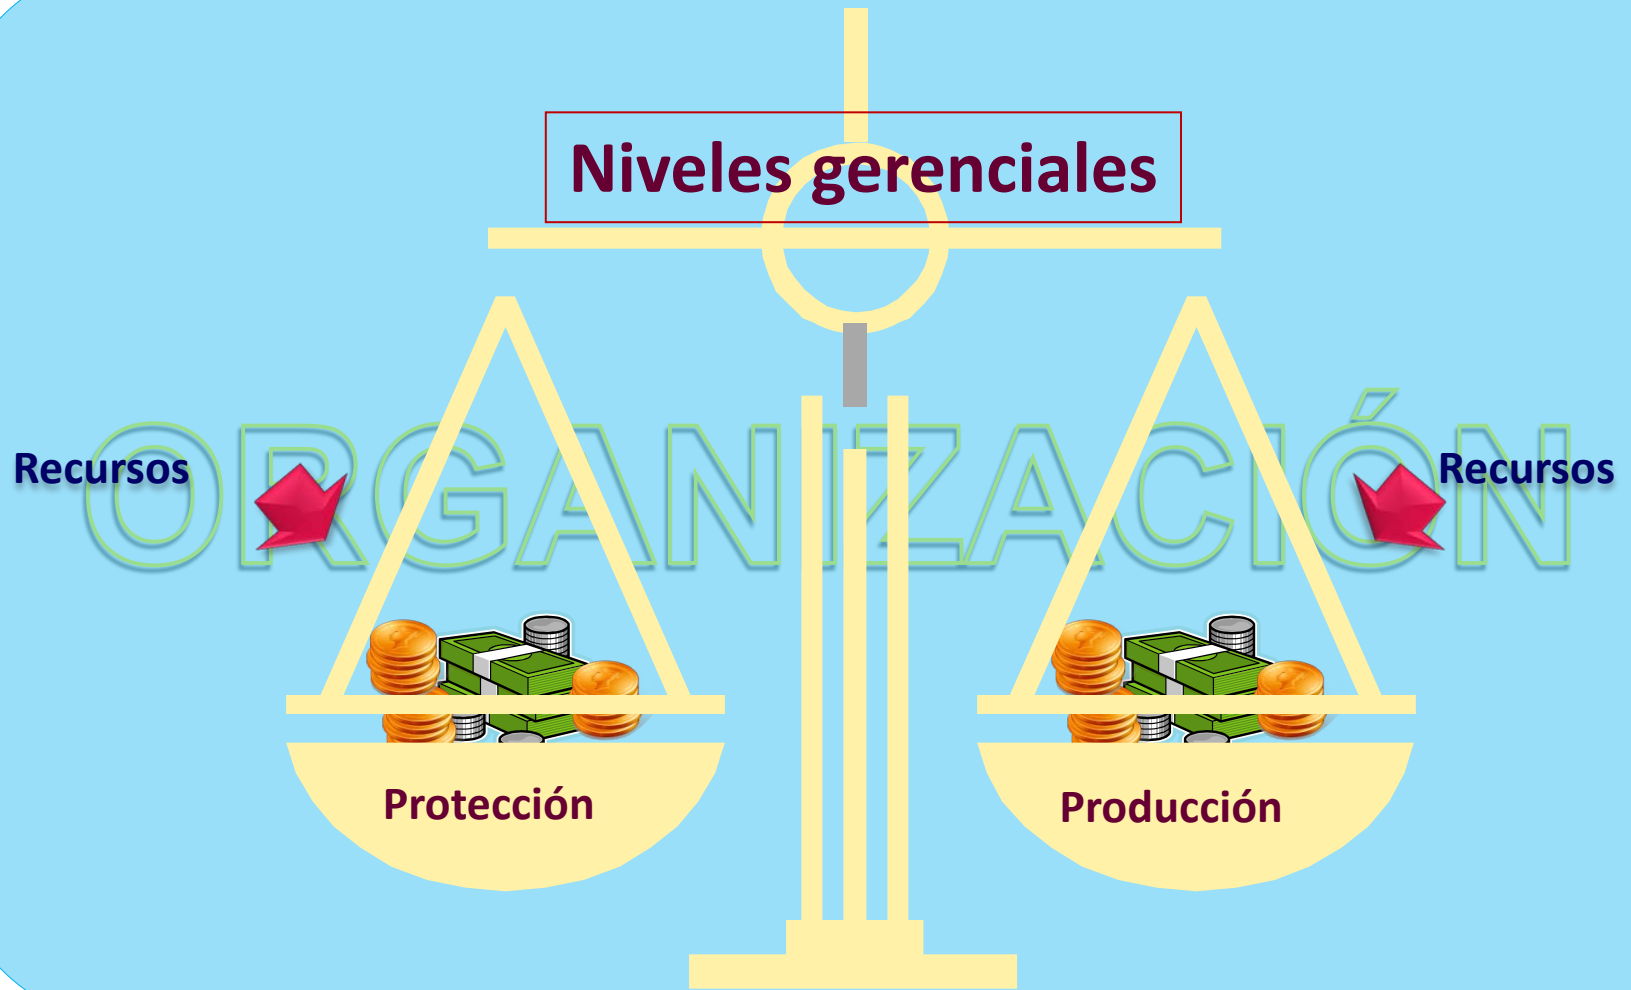 Niveles gerenciales
ORGANIZACIÓN
Recursos
Recursos
Protección
Producción